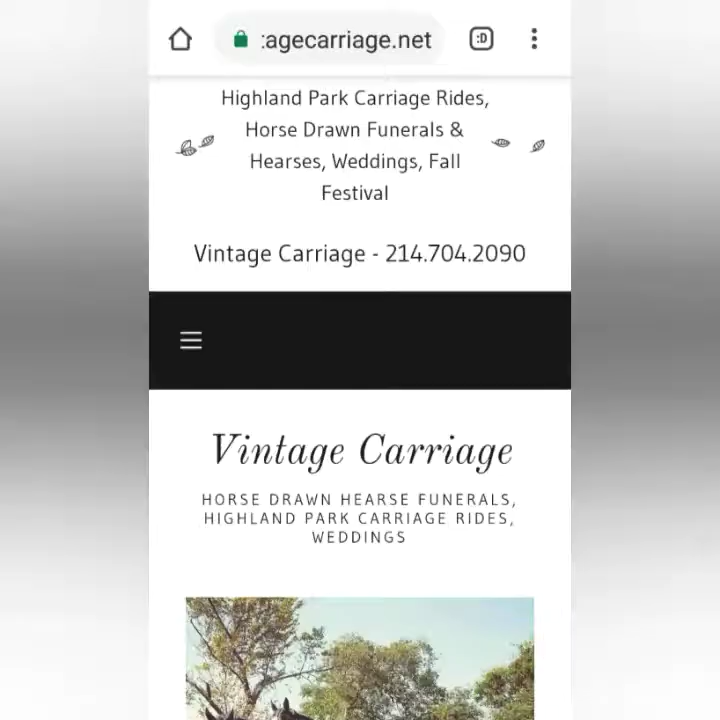 :agecarriage.net
:D
Highland Park Carriage Rides,
Horse Drawn Funerals &
Hearses, Weddings, Fall
Festival
Vintage Carriage - 214.704.2090
Vintage Carriage
HORSE DRAWN HEARSE FUNERALS,
HIGHLAND PARK CARRIAGE RIDES,
WEDDINGS